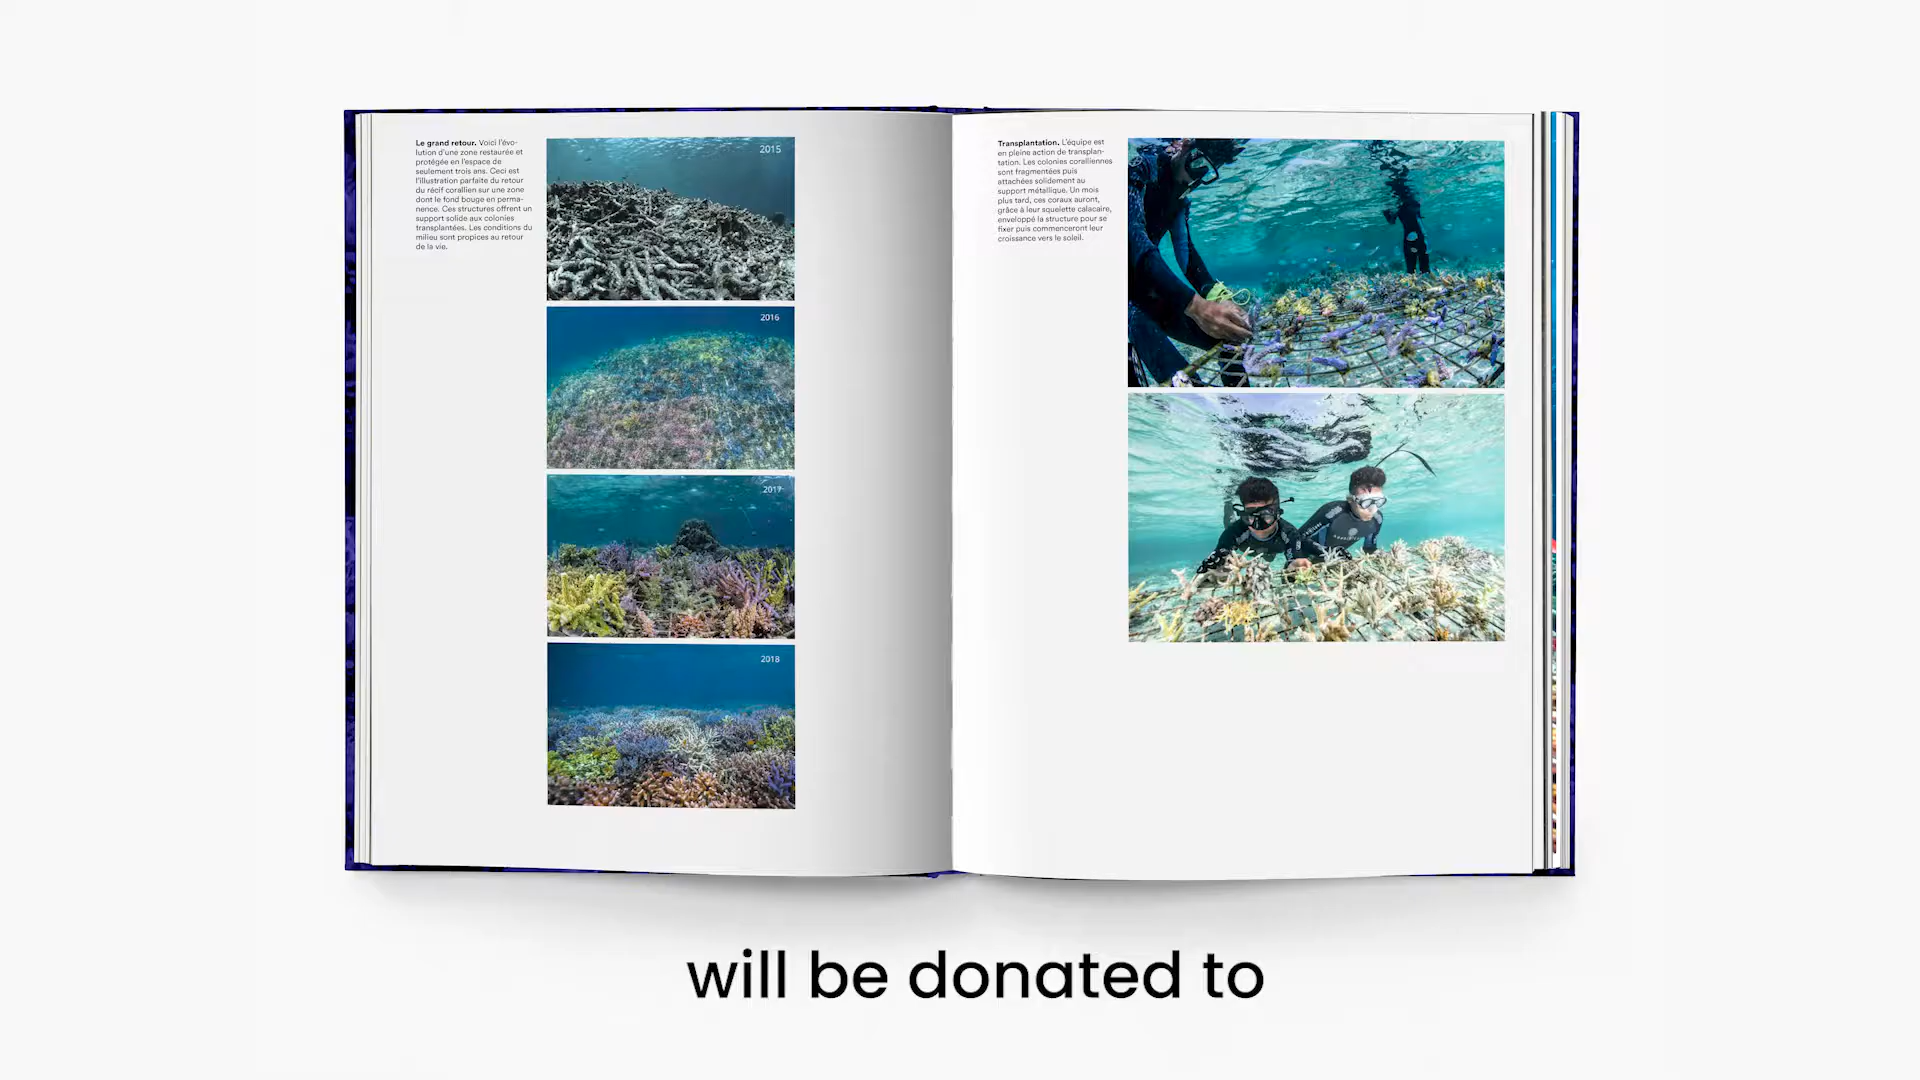 Le grand retour. Voici l'évo-
lution d'une zone restaurée et
protégée en l'espace de
seulement trois ans. Ceci est
l'illustration parfaite du retour
du récif corallien sur une zone
dont le fond bouge en perma-
nence. Ces structures offrent un
support solide aux colonies
transplantées. Les conditions du
milieu sont propices au retour
de la vie.
2015
2016
2017
2018
Transplantation. L'équipe est
en pleine action de transplan-
tation. Les colonies coralliennes
sont fragmentées puis
attachées solidement au
support métallique. Un mois
plus tard, ces coraux auront,
grâce à leur squelette calacaire,
enveloppé la structure pour se
fixer puis commenceront leur
croissance vers le soleil.
will be donated to